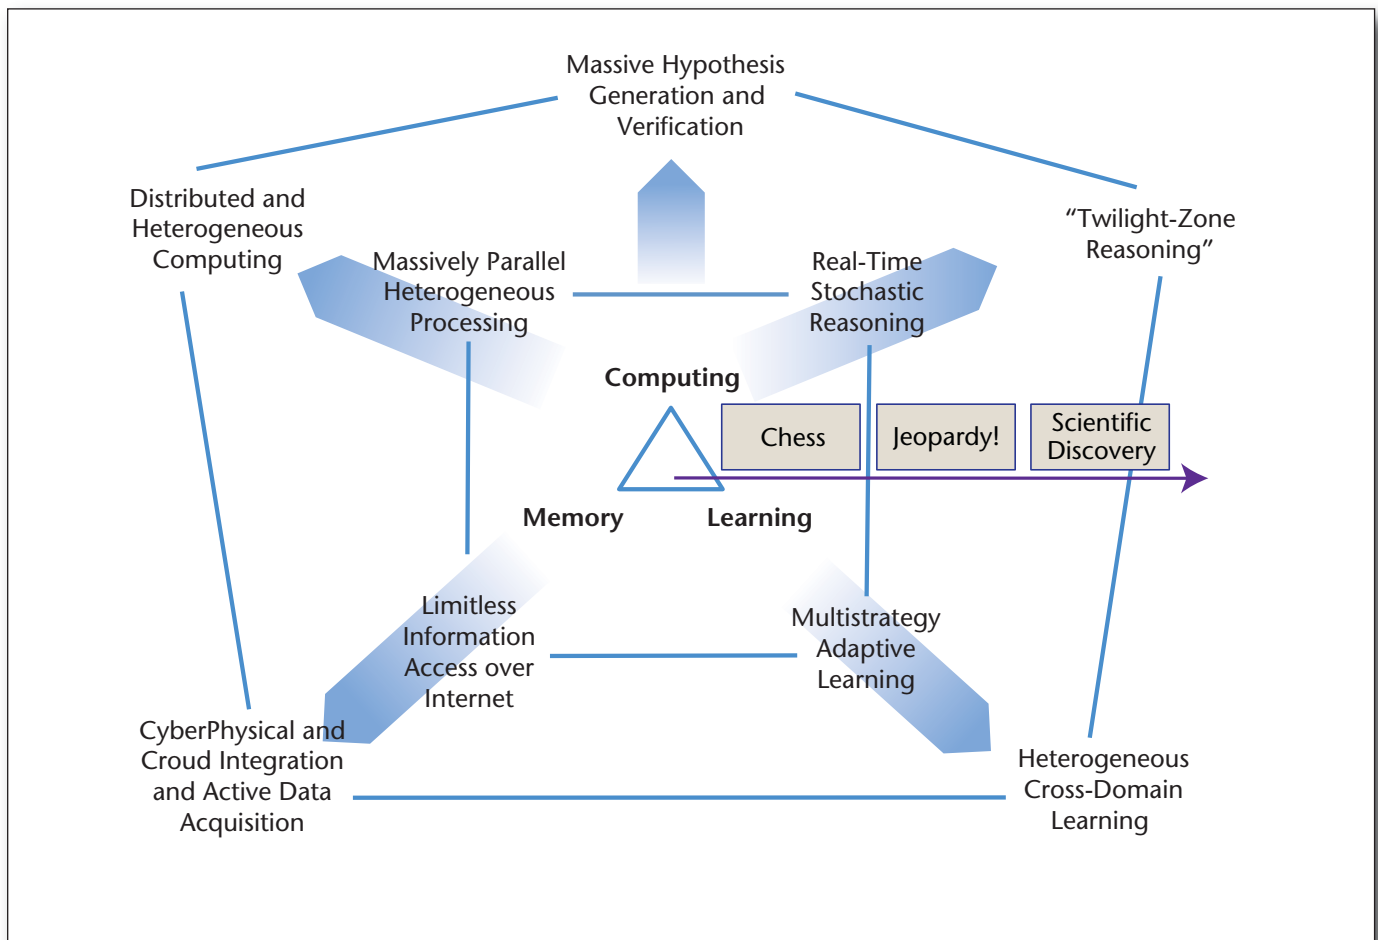 Massive Hypothesis
Generation and
Verification
Distributed and
Heterogeneous
Computing
“Twilight-Zone
Reasoning”
Massively Parallel
Heterogeneous
Processing
Real-Time
Stochastic
Reasoning
Computing
Chess
Jeopardy!
Scientific
Discovery
Memory
Learning
Limitless
Information
Access over
Internet
Multistrategy
Adaptive
Learning
CyberPhysical and
Croud Integration
and Active Data
Acquisition
Heterogeneous
Cross-Domain
Learning